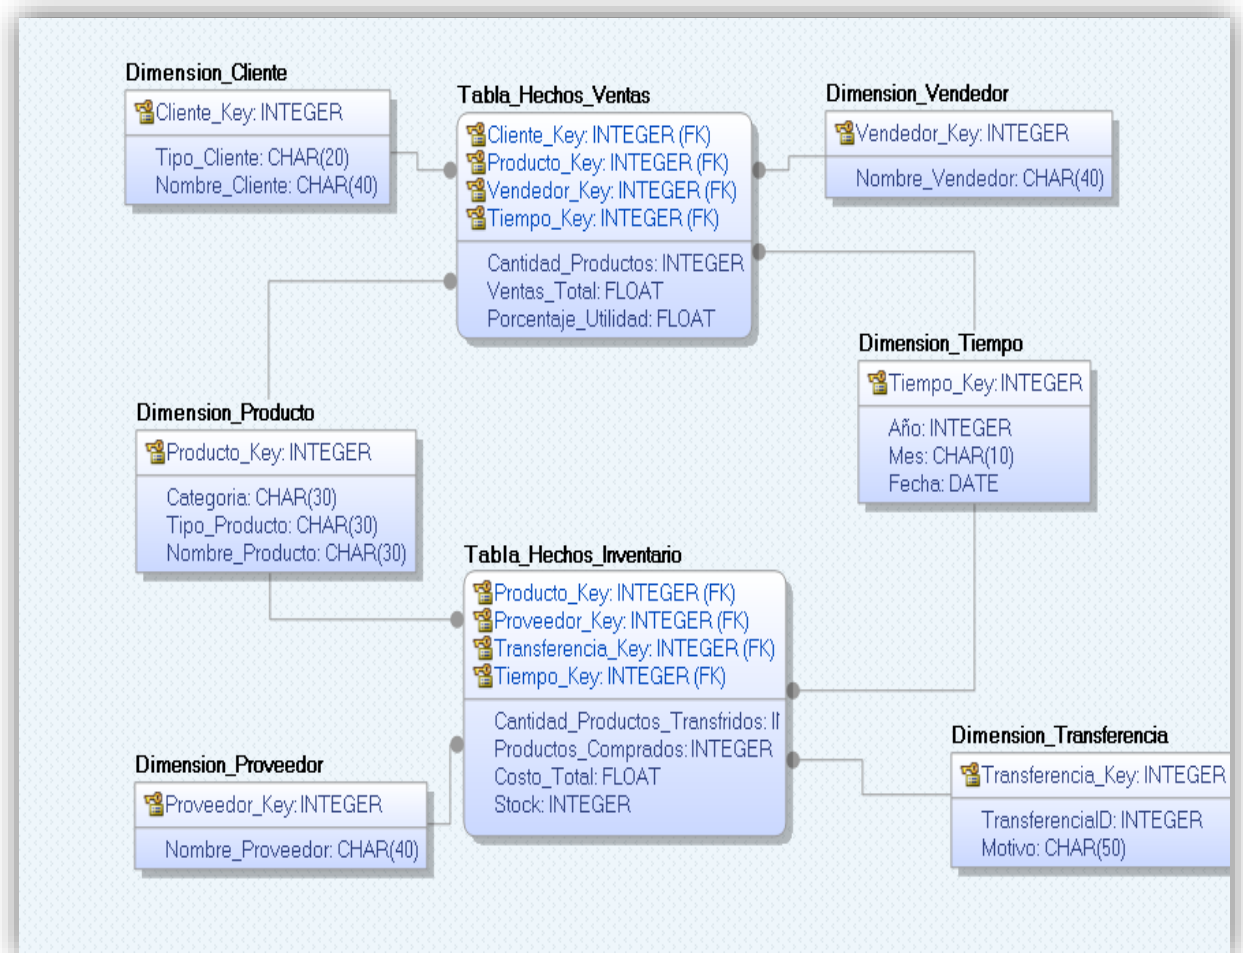 Dimension_Cliente
Cliente_Key: INTEGER
Tipo_Cliente: CHAR(20)
Nombre_Cliente: CHAR(40)
Tabla_Hechos_Ventas
Cliente_Key: INTEGER (FK)
Producto_Key: INTEGER (FK)
Vendedor_Key: INTEGER (FK)
Tiempo_Key: INTEGER (FK)
Cantidad_Productos: INTEGER
Ventas_Total: FLOAT
Porcentaje_Utilidad: FLOAT
Dimension_Vendedor
Vendedor_Key: INTEGER
Nombre_Vendedor: CHAR(40)
Dimension_Tiempo
Tiempo_Key: INTEGER
Año: INTEGER
Mes: CHAR(10)
Fecha: DATE
Dimension_Producto
Producto_Key: INTEGER
Categoria: CHAR(30)
Tipo_Producto: CHAR(30)
Nombre_Producto: CHAR(30)
Tabla_Hechos_Inventario
Producto_Key: INTEGER (FK)
Proveedor_Key: INTEGER (FK)
Transferencia_Key: INTEGER (FK)
Tiempo_Key: INTEGER (FK)
Cantidad_Productos_Transfridos:
Productos_Comprados: INTEGER
Costo_Total: FLOAT
Stock: INTEGER
Dimension_Proveedor
Proveedor_Key: INTEGER
Nombre_Proveedor: CHAR(40)
Dimension_Transferencia
Transferencia_Key: INTEGER
TransferenciaID: INTEGER
Motivo: CHAR(50)